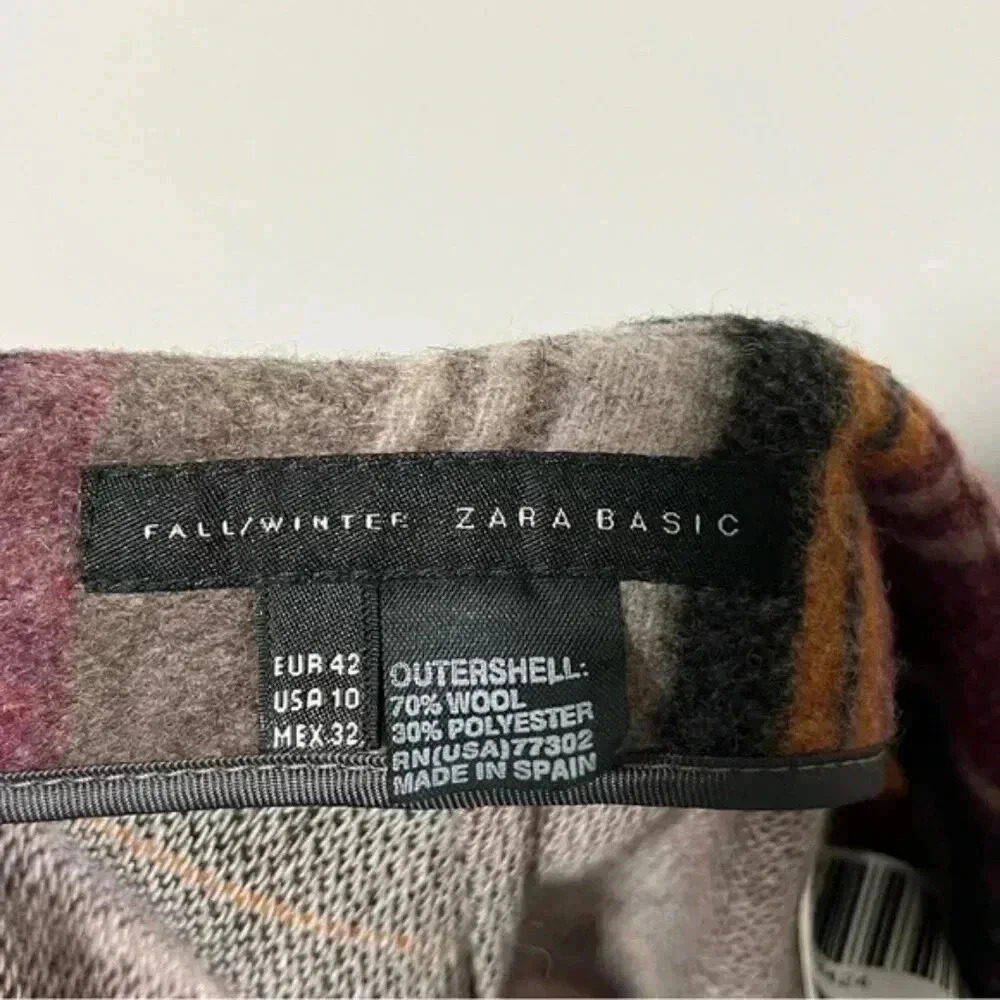 FALL/WINTER ZARA BASIC
EUR 42
USA 10
MEX 32
OUTERSHELL:
70% WOOL
30% POLYESTER
RN(USA)77302
MADE IN SPAIN